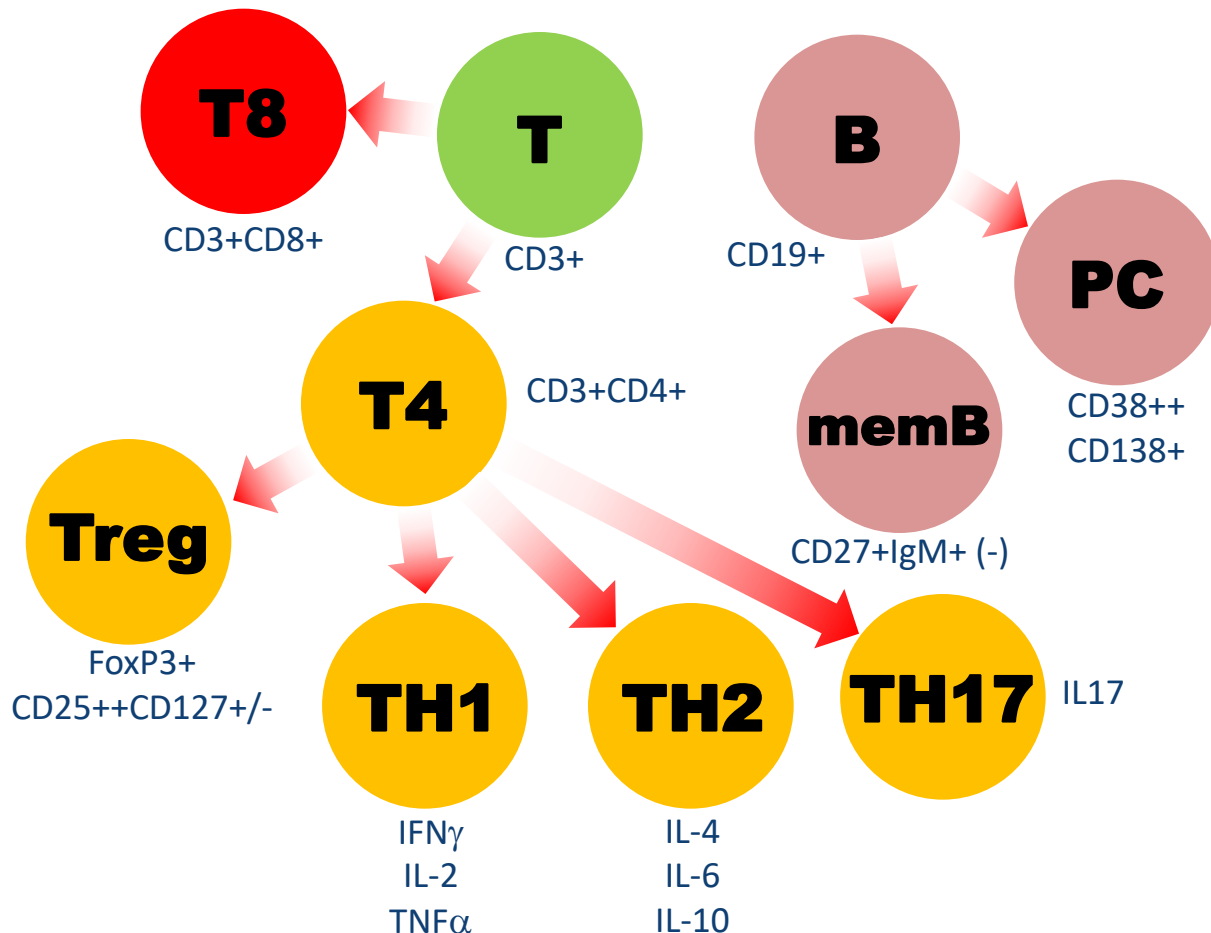 T8
T
B
CD3+CD8+
CD3+
CD19+
PC
T4
CD3+CD4+
memB
CD38++
CD138+
Treg
CD27+IgM+ (-)
FoxP3+
CD25++CD127+/-
TH1
TH2
TH17
IL17
IFNγ
IL-2
TNFα
IL-4
IL-6
IL-10